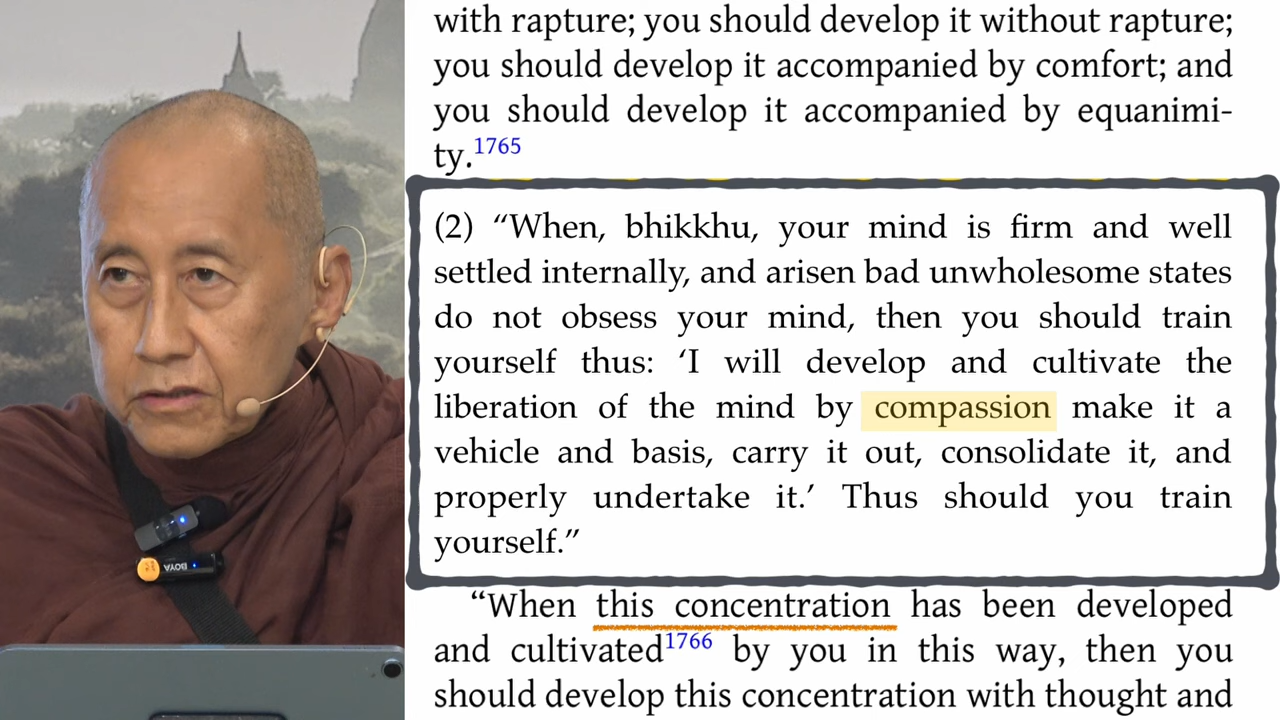 with rapture; you should develop it without rapture;
you should develop it accompanied by comfort; and
you should develop it accompanied by equanimi-
ty.1765
(2) “When, bhikkhu, your mind is firm and well
settled internally, and arisen bad unwholesome states
do not obsess your mind, then you should train
yourself thus: ‘I will develop and cultivate the
liberation of the mind by compassion make it a
vehicle and basis, carry it out, consolidate it, and
properly undertake it.’ Thus should you train
yourself.”
“When this concentration has been developed
and cultivated1766 by you in this way, then you
should develop this concentration with thought and
BOYA